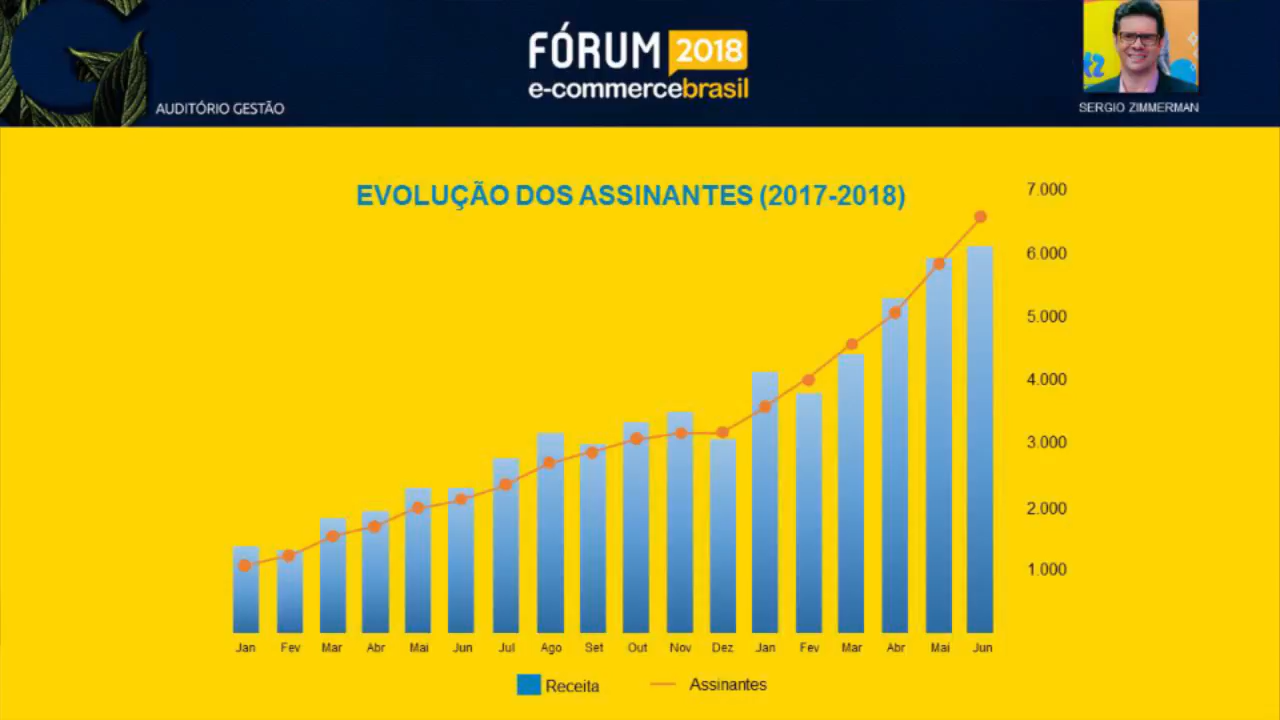 FÓRUM 2018
e-commercebrasil
AUDITÓRIO GESTÃO
SERGIO ZIMMERMAN
EVOLUÇÃO DOS ASSINANTES (2017-2018)
7.000
6.000
5.000
4.000
3.000
2.000
1.000
Jan Fev Mar Abr Mai Jun Jul Ago Set Out Nov Dez Jan Fev Mar Abr Mai Jun
Receita Assinantes